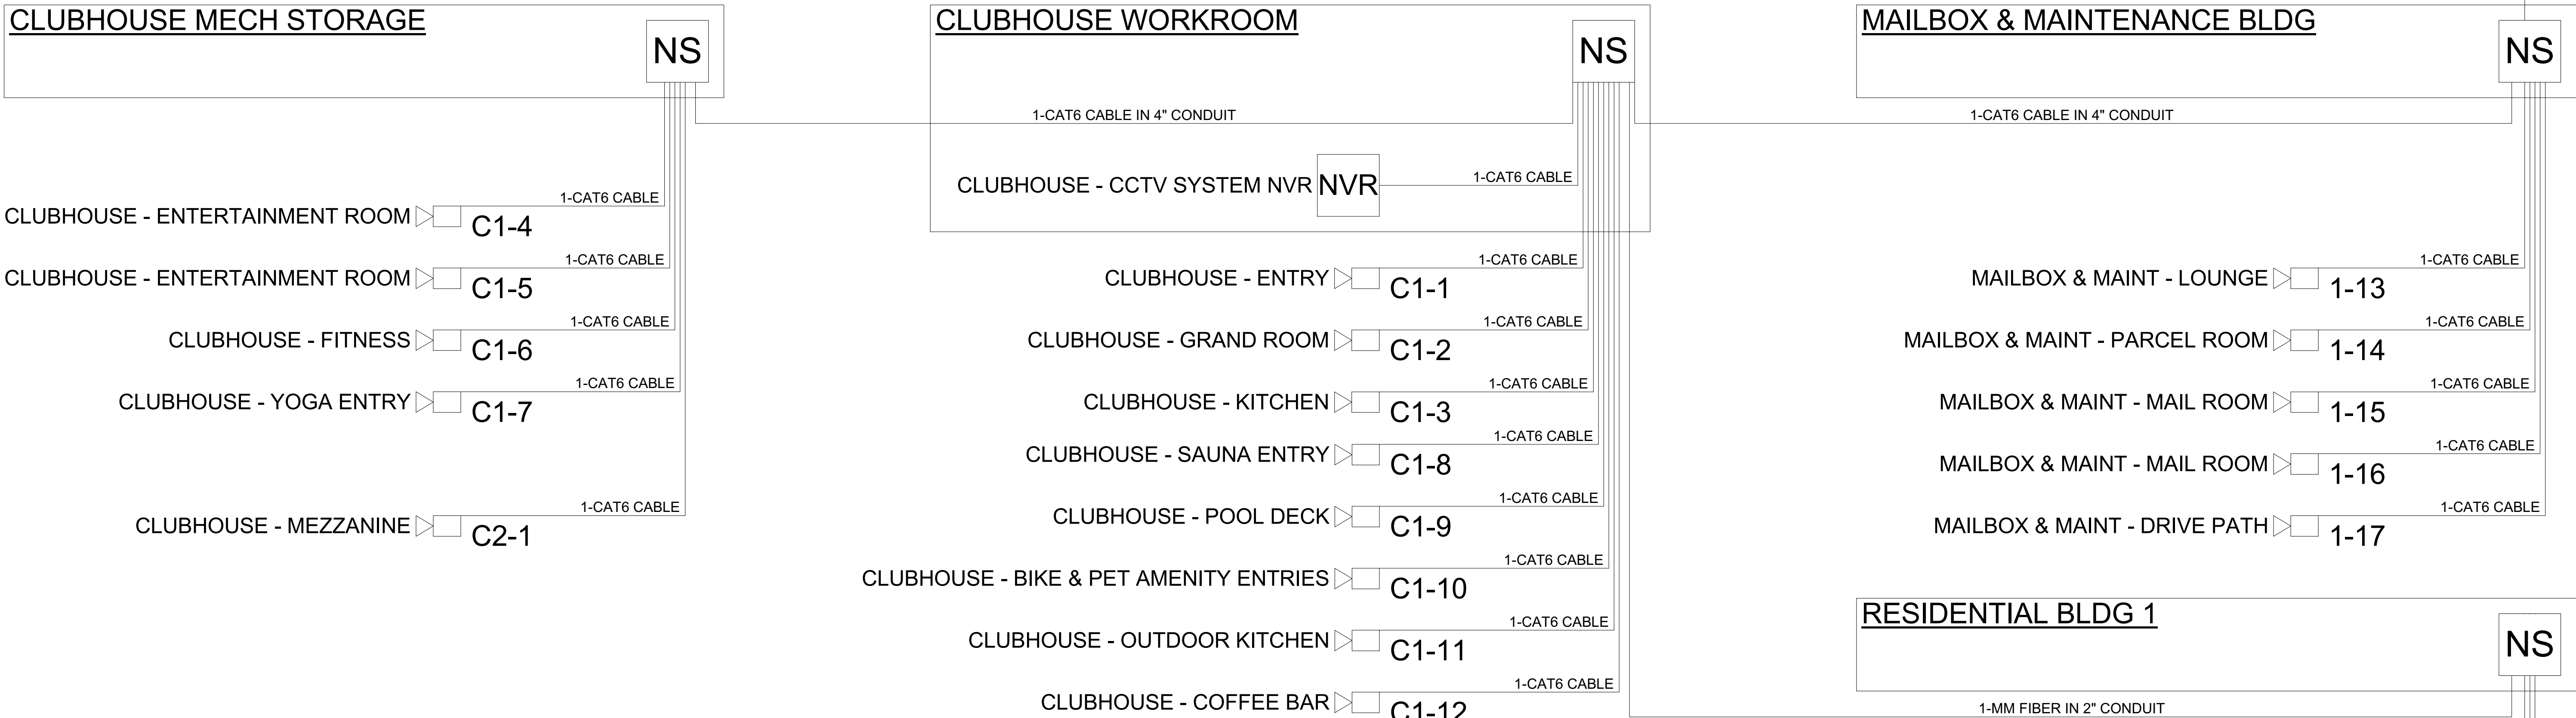 CLUBHOUSE MECH STORAGE
NS
1-CAT6 CABLE IN 4" CONDUIT
CLUBHOUSE - ENTERTAINMENT ROOM
1-CAT6 CABLE
C1-4
CLUBHOUSE - ENTERTAINMENT ROOM
1-CAT6 CABLE
C1-5
CLUBHOUSE - FITNESS
1-CAT6 CABLE
C1-6
CLUBHOUSE - YOGA ENTRY
1-CAT6 CABLE
C1-7
CLUBHOUSE - MEZZANINE
1-CAT6 CABLE
C2-1
CLUBHOUSE WORKROOM
NS
CLUBHOUSE - CCTV SYSTEM NVR
NVR
1-CAT6 CABLE
CLUBHOUSE - ENTRY
1-CAT6 CABLE
C1-1
CLUBHOUSE - GRAND ROOM
1-CAT6 CABLE
C1-2
CLUBHOUSE - KITCHEN
1-CAT6 CABLE
C1-3
CLUBHOUSE - SAUNA ENTRY
1-CAT6 CABLE
C1-8
CLUBHOUSE - POOL DECK
1-CAT6 CABLE
C1-9
CLUBHOUSE - BIKE & PET AMENITY ENTRIES
1-CAT6 CABLE
C1-10
CLUBHOUSE - OUTDOOR KITCHEN
1-CAT6 CABLE
C1-11
CLUBHOUSE - COFFEE BAR
1-CAT6 CABLE
C1-12
MAILBOX & MAINTENANCE BLDG
NS
1-CAT6 CABLE IN 4" CONDUIT
MAILBOX & MAINT - LOUNGE
1-CAT6 CABLE
1-13
MAILBOX & MAINT - PARCEL ROOM
1-CAT6 CABLE
1-14
MAILBOX & MAINT - MAIL ROOM
1-CAT6 CABLE
1-15
MAILBOX & MAINT - MAIL ROOM
1-CAT6 CABLE
1-16
MAILBOX & MAINT - DRIVE PATH
1-CAT6 CABLE
1-17
RESIDENTIAL BLDG 1
NS
1-MM FIBER IN 2" CONDUIT